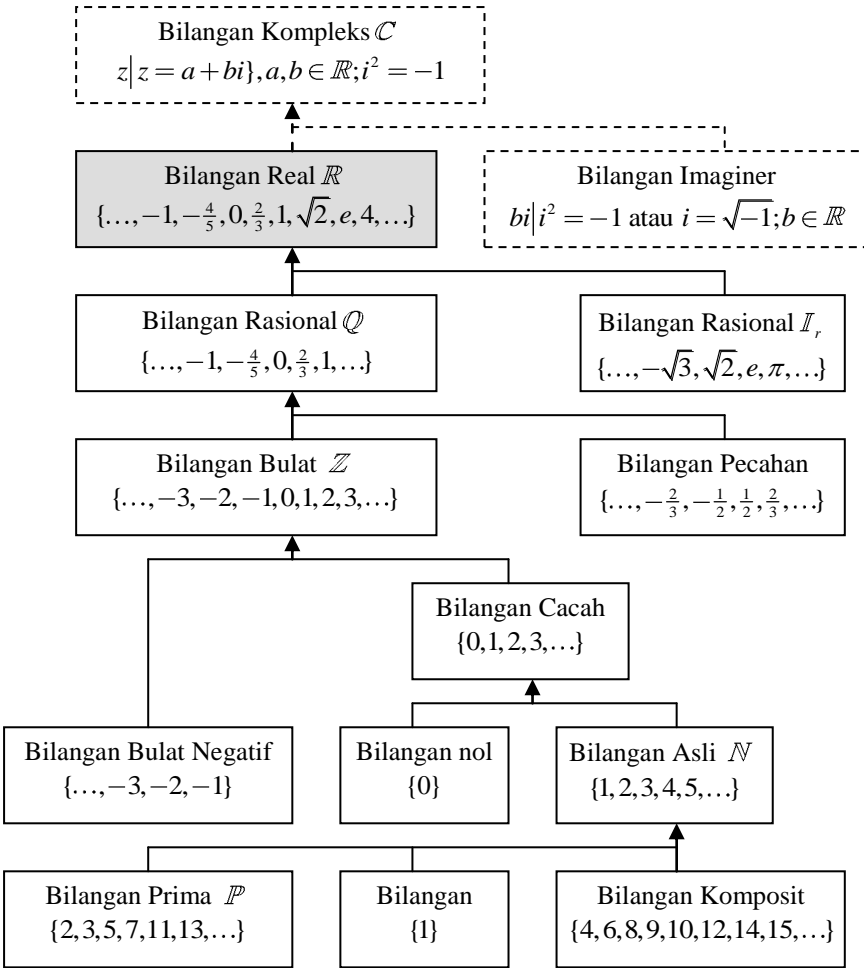 Bilangan Kompleks ℂ
z|z = a + bi}, a, b ∈ ℝ; i² = −1
Bilangan Real ℝ
{…, −1, −4/5, 0, 2/3, 1, √2, e, 4, …}
Bilangan Imaginer
bi|i² = −1 atau i = √−1; b ∈ ℝ
Bilangan Rasional ℚ
{…, −1, −4/5, 0, 2/3, 1, …}
Bilangan Rasional 𝕀ᵣ
{…, −√3, √2, e, π, …}
Bilangan Bulat ℤ
{…, −3, −2, −1, 0, 1, 2, 3, …}
Bilangan Pecahan
{…, −2/3, −1/2, 1/2, 2/3, …}
Bilangan Cacah
{0, 1, 2, 3, …}
Bilangan Bulat Negatif
{…, −3, −2, −1}
Bilangan nol
{0}
Bilangan Asli ℕ
{1, 2, 3, 4, 5, …}
Bilangan Prima ℙ
{2, 3, 5, 7, 11, 13, …}
Bilangan
{1}
Bilangan Komposit
{4, 6, 8, 9, 10, 12, 14, 15, …}